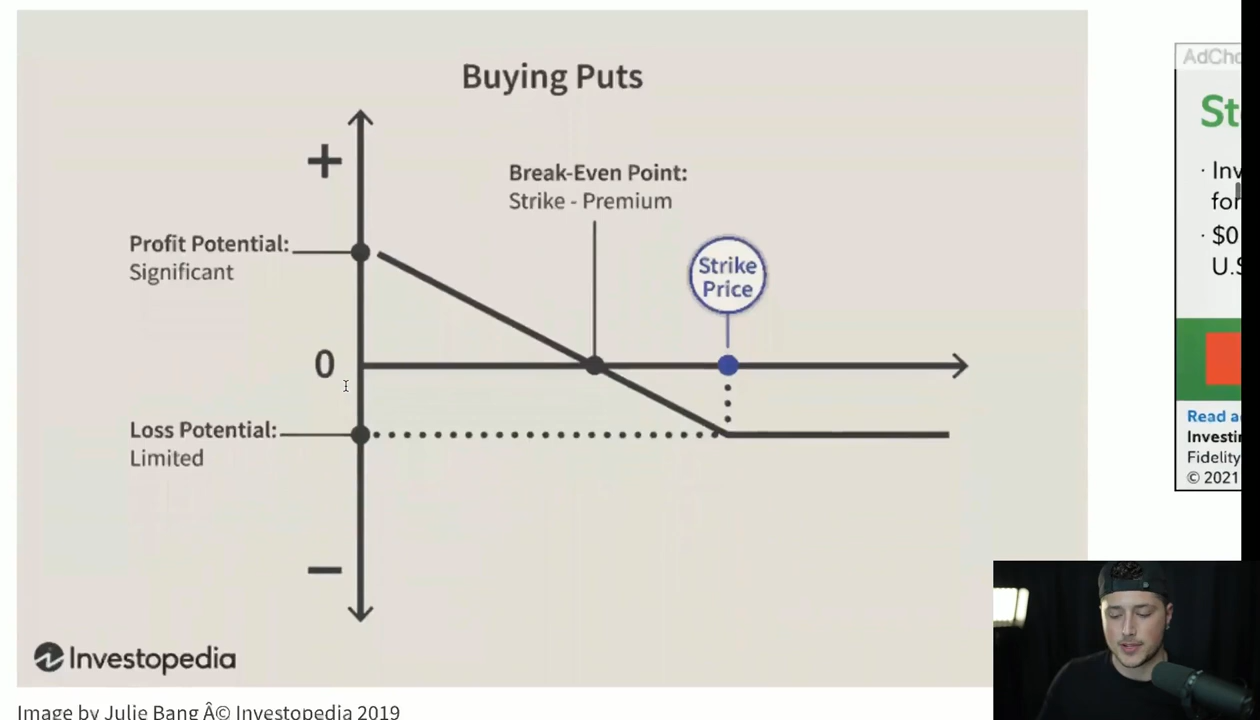 Buying Puts
+
Break-Even Point:
Strike - Premium
Profit Potential:
Significant
Strike
Price
0
Loss Potential:
Limited
–
Investopedia
Image by Julie Bang Â© Investopedia 2019
AdCho
St
· Inv
for
· $0
U.S
Read a
Investi
Fidelity
© 2021